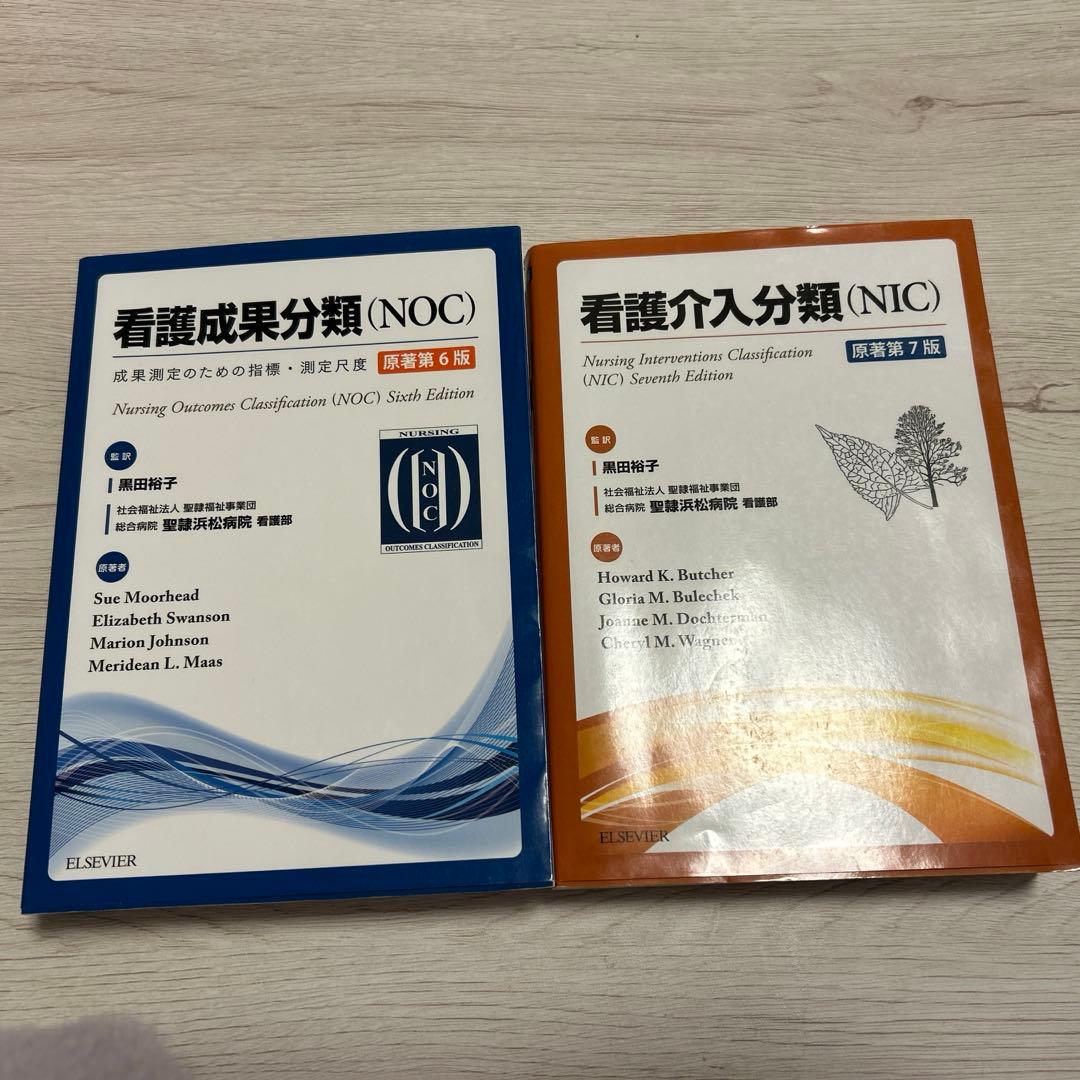 看護成果分類(NOC)
成果測定のための指標・測定尺度 原著第6版
Nursing Outcomes Classification (NOC) Sixth Edition
監訳
黒田裕子
社会福祉法人 聖隷福祉事業団
総合病院 聖隷浜松病院 看護部
NURSING
NOC
OUTCOMES CLASSIFICATION
原著者
Sue Moorhead
Elizabeth Swanson
Marion Johnson
Meridean L. Maas
ELSEVIER
看護介入分類(NIC)
原著第7版
Nursing Interventions Classification
(NIC) Seventh Edition
監訳
黒田裕子
社会福祉法人 聖隷福祉事業団
総合病院 聖隷浜松病院 看護部
原著者
Howard K. Butcher
Gloria M. Bulechek
Joanne M. Dochterman
Cheryl M. Wagner
ELSEVIER